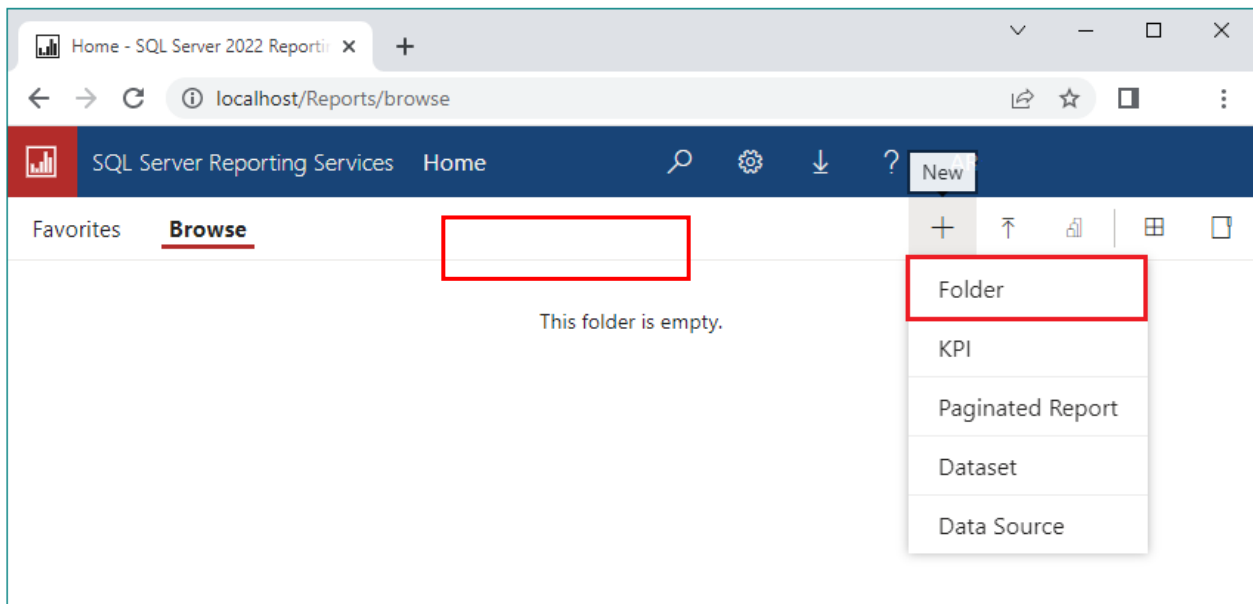 Home - SQL Server 2022 Reportin
localhost/Reports/browse
SQL Server Reporting Services Home ?
New
Favorites Browse
Folder
This folder is empty.
KPI
Paginated Report
Dataset
Data Source